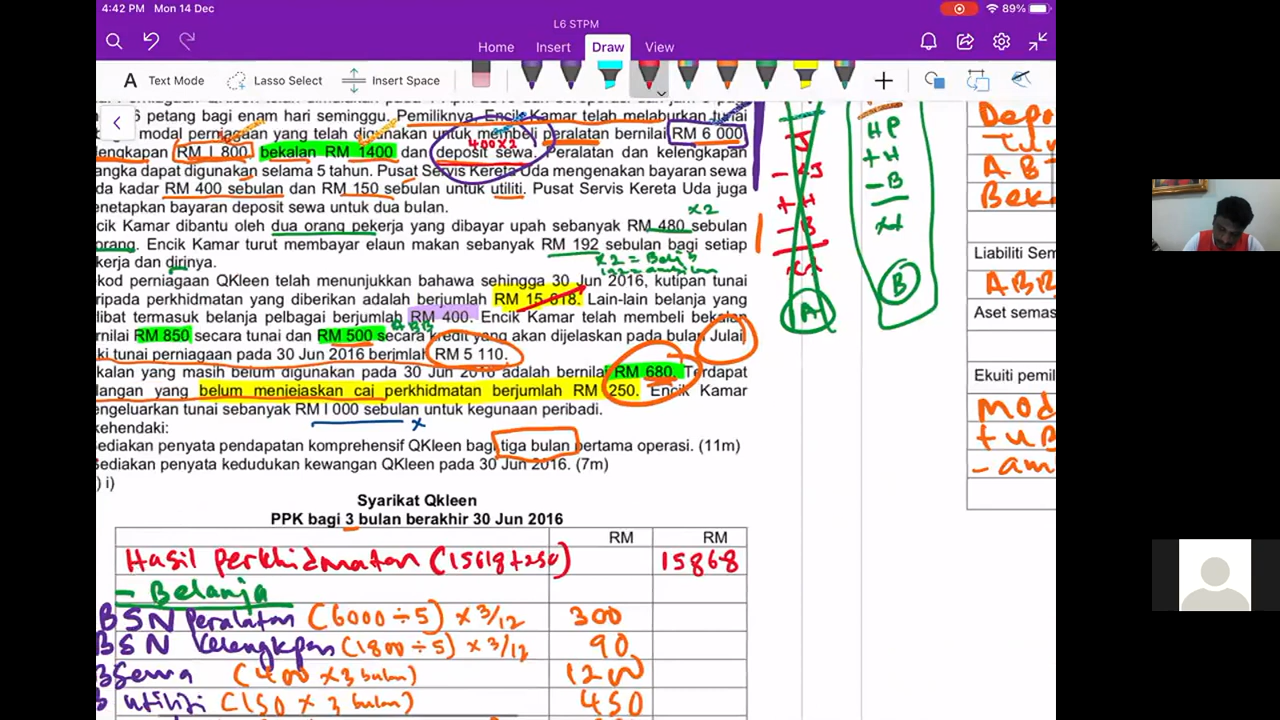 4:42 PM Mon 14 Dec
89%
L6 STPM
Home Insert Draw View
A Text Mode Lasso Select Insert Space
6 petang bagi enam hari seminggu. Pemiliknya, Encik Kamar telah melaburkan tunai
modal perniagaan yang telah digunakan untuk membeli peralatan bernilai RM 6 000
400x2
lengkapan RM 1 800 bekalan RM 1400 dan deposit sewa. Peralatan dan kelengkapan
angka dapat digunakan selama 5 tahun. Pusat Servis Kereta Uda mengenakan bayaran sewa
da kadar RM 400 sebulan dan RM 150 sebulan untuk utiliti. Pusat Servis Kereta Uda juga
enetapkan bayaran deposit sewa untuk dua bulan.
x2
cik Kamar dibantu oleh dua orang pekerja yang dibayar upah sebanyak RM 480 sebulan
orang. Encik Kamar turut membayar elaun makan sebanyak RM 192 sebulan bagi setiap
kerja dan dirinya.
kod perniagaan QKleen telah menunjukkan bahawa sehingga 30 Jun 2016, kutipan tunai
ripada perkhidmatan yang diberikan adalah berjumlah RM 15 618. Lain-lain belanja yang
libat termasuk belanja pelbagai berjumlah RM 400. Encik Kamar telah membeli bekalan
rnilai RM 850 secara tunai dan RM 500 secara kredit yang akan dijelaskan pada bulan Julai
ki tunai perniagaan pada 30 Jun 2016 berjmlah RM 5 110.
kalan yang masih belum digunakan pada 30 Jun 2016 adalah bernilai RM 680. Terdapat
langan yang belum menjelaskan caj perkhidmatan berjumlah RM 250. Encik Kamar
engeluarkan tunai sebanyak RM I 000 sebulan untuk kegunaan peribadi.
x
kehendaki:
Sediakan penyata pendapatan komprehensif QKleen bagi tiga bulan pertama operasi. (11m)
Sediakan penyata kedudukan kewangan QKleen pada 30 Jun 2016. (7m)
) i)
Syarikat Qkleen
PPK bagi 3 bulan berakhir 30 Jun 2016
RM RM
Hasil perkhidmatan (15618+250) 15868
- Belanja
BSN Peralatan (6000 ÷ 5) x 3/12 300
BSN Kelengkpan (1800 ÷ 5) x 3/12 90
B Sewa (400 x 3 bulan) 1200
B utiliti (150 x 3 bulan) 450
A
HP
+ H
- B
B
Liabiliti Sem
ABB
Aset semas
Ekuiti pemil
mod
+ uB
- am